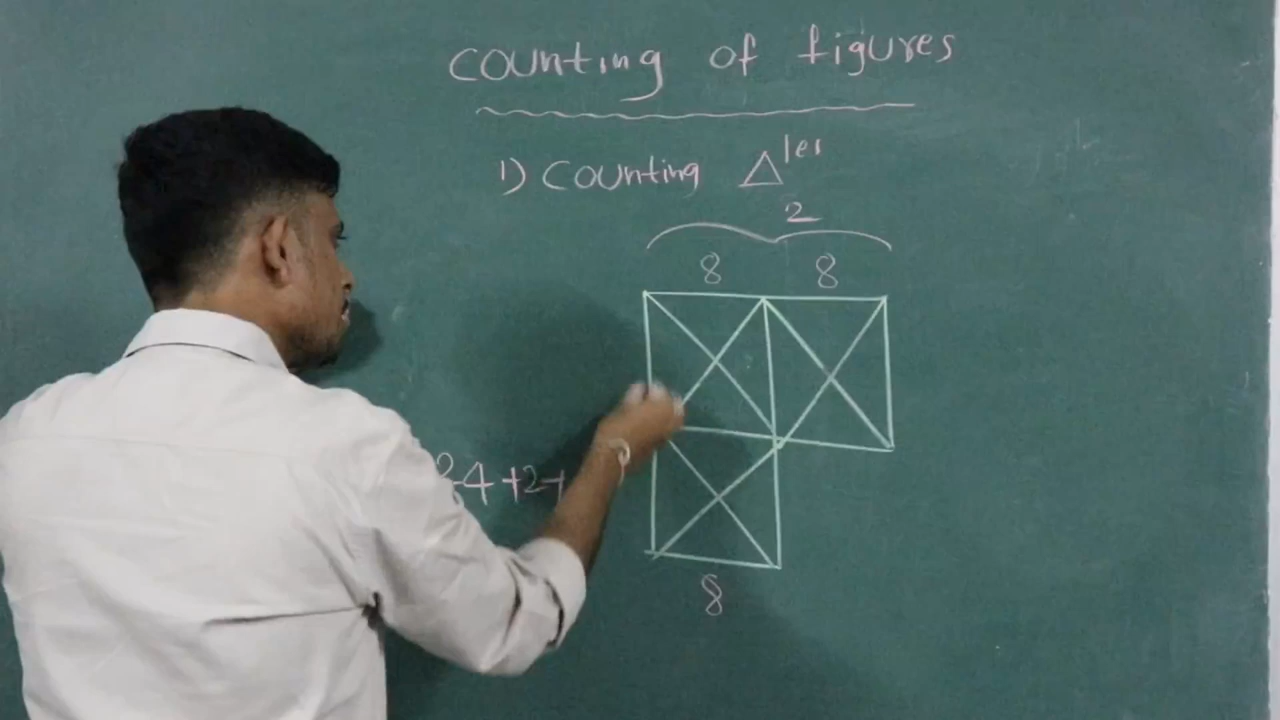 counting of figures
1) Counting Δ^les
2
8 8
24+2+
8